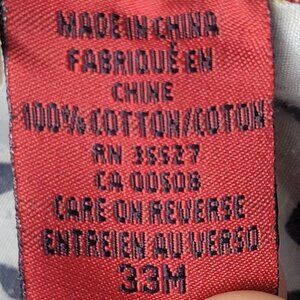 MADE IN CHINA
FABRIQUÉ EN
CHINE
100% COTTON/COTON
RN 35527
CA 00508
CARE ON REVERSE
ENTREIEN AU VERSO
33M